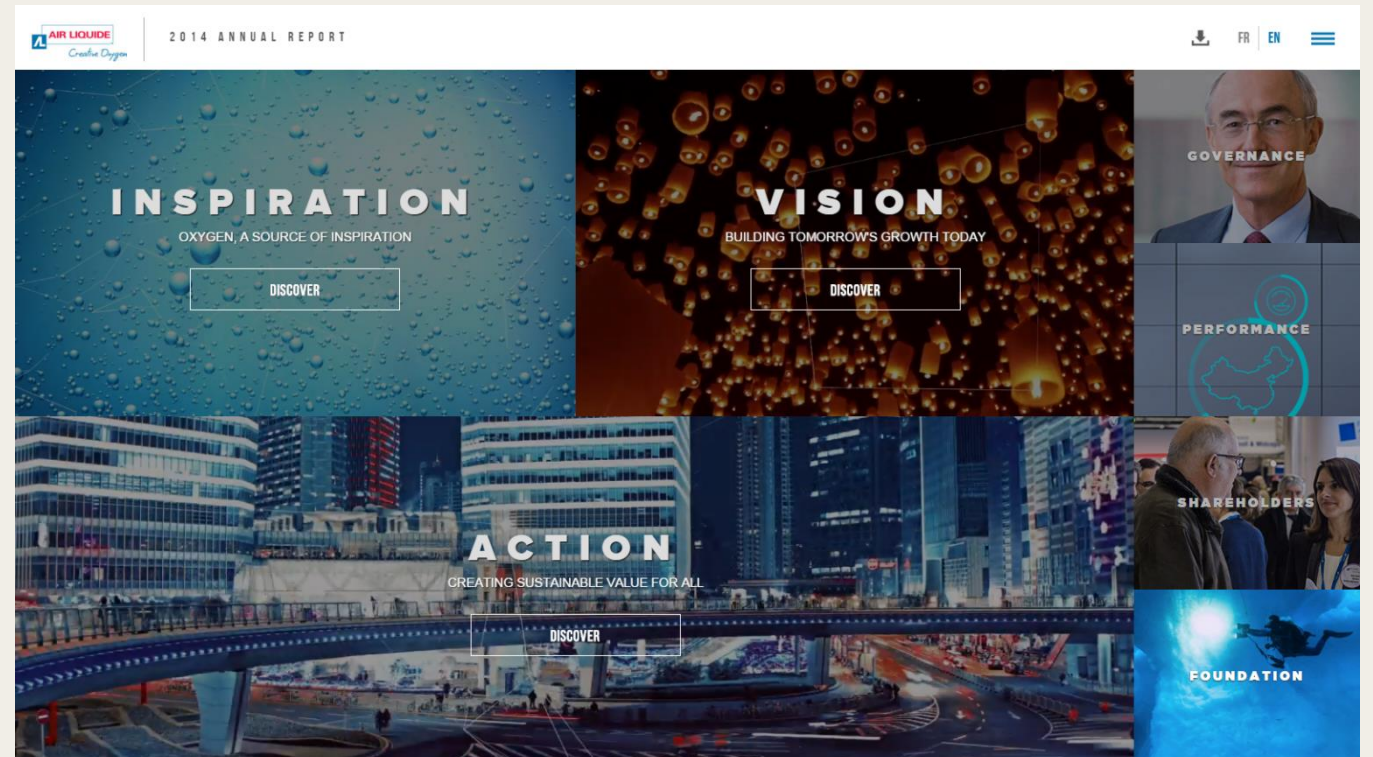 AIR LIQUIDE
Creative Oxygen
2014 ANNUAL REPORT
FR EN
INSPIRATION
OXYGEN, A SOURCE OF INSPIRATION
DISCOVER
VISION
BUILDING TOMORROW'S GROWTH TODAY
DISCOVER
GOVERNANCE
PERFORMANCE
ACTION
CREATING SUSTAINABLE VALUE FOR ALL
DISCOVER
SHAREHOLDERS
FOUNDATION